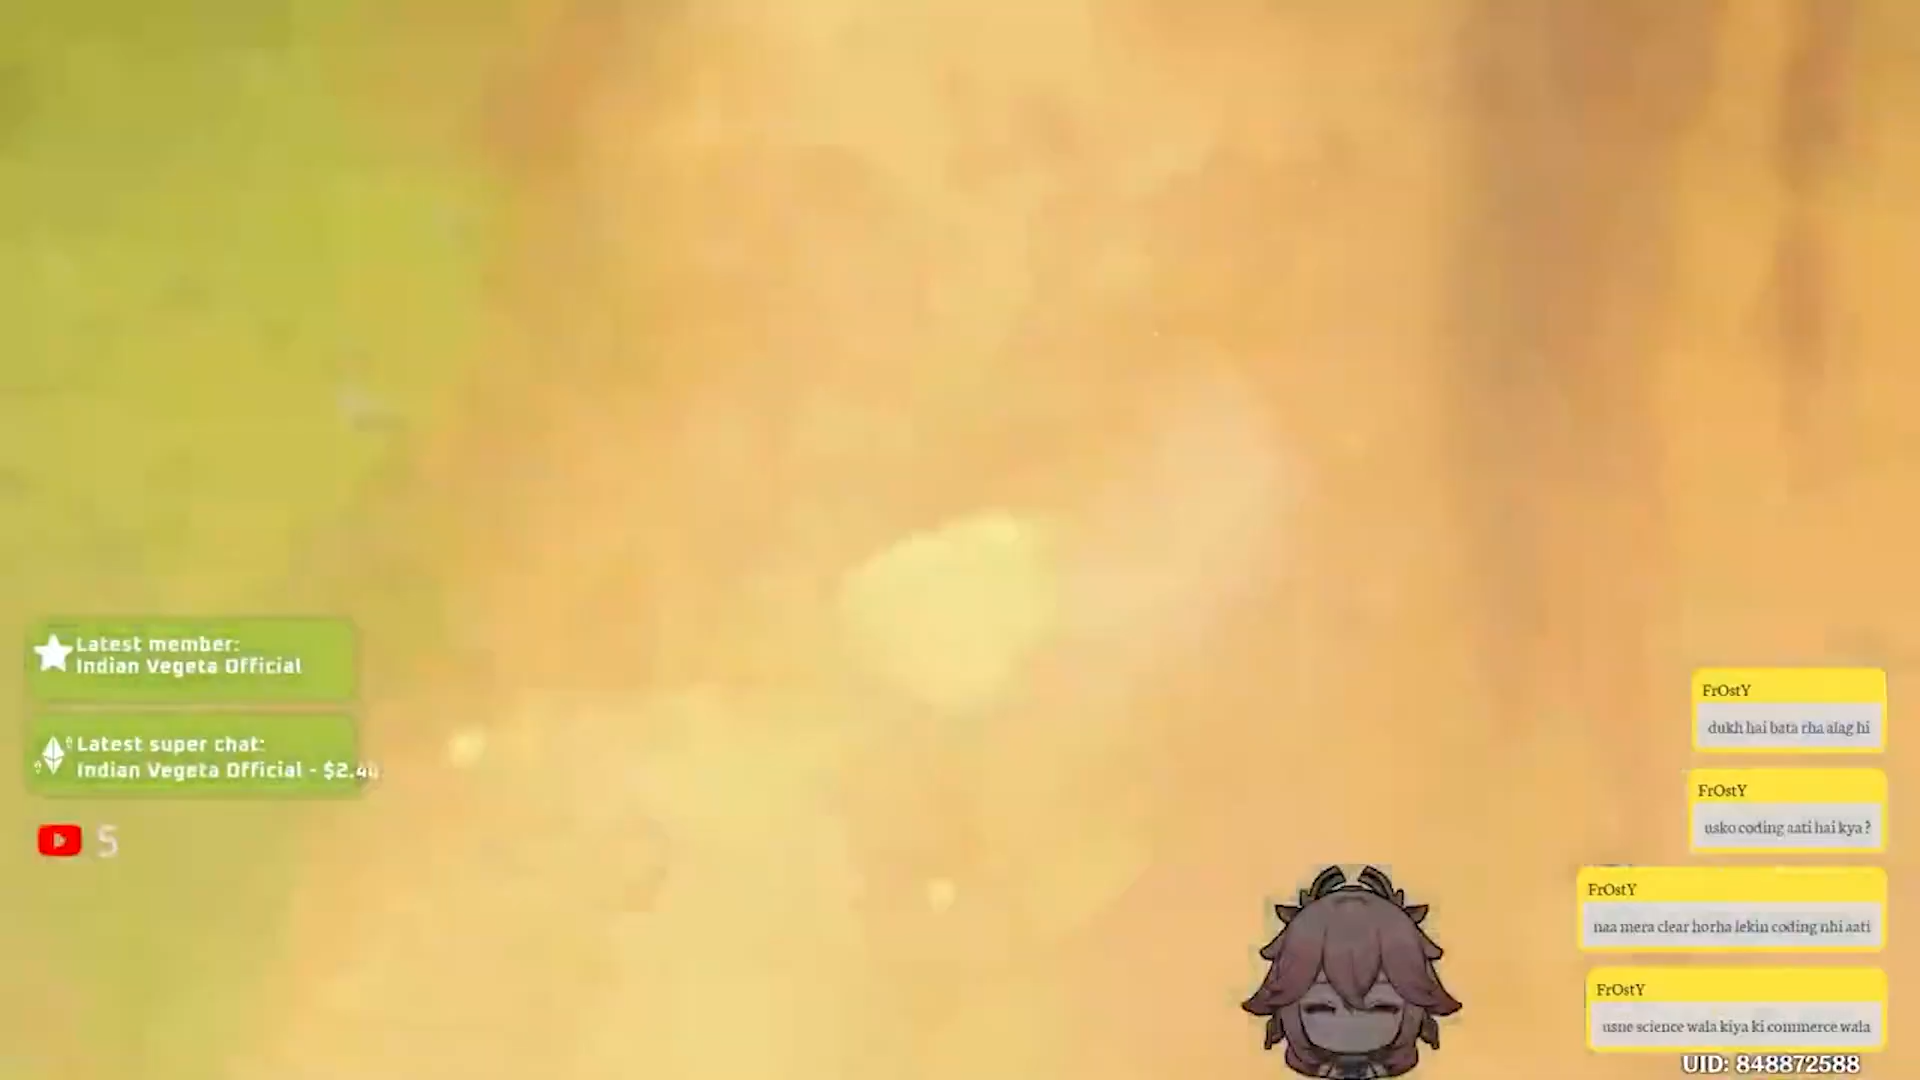 Latest member:
Indian Vegeta Official
Latest super chat:
Indian Vegeta Official - $2.44
5
FrOstY
dukh hai bata rha alag hi
FrOstY
usko coding aati hai kya ?
FrOstY
naa mera clear horha lekin coding nhi aati
FrOstY
usne science wala kiya ki commerce wala
UID: 848872588